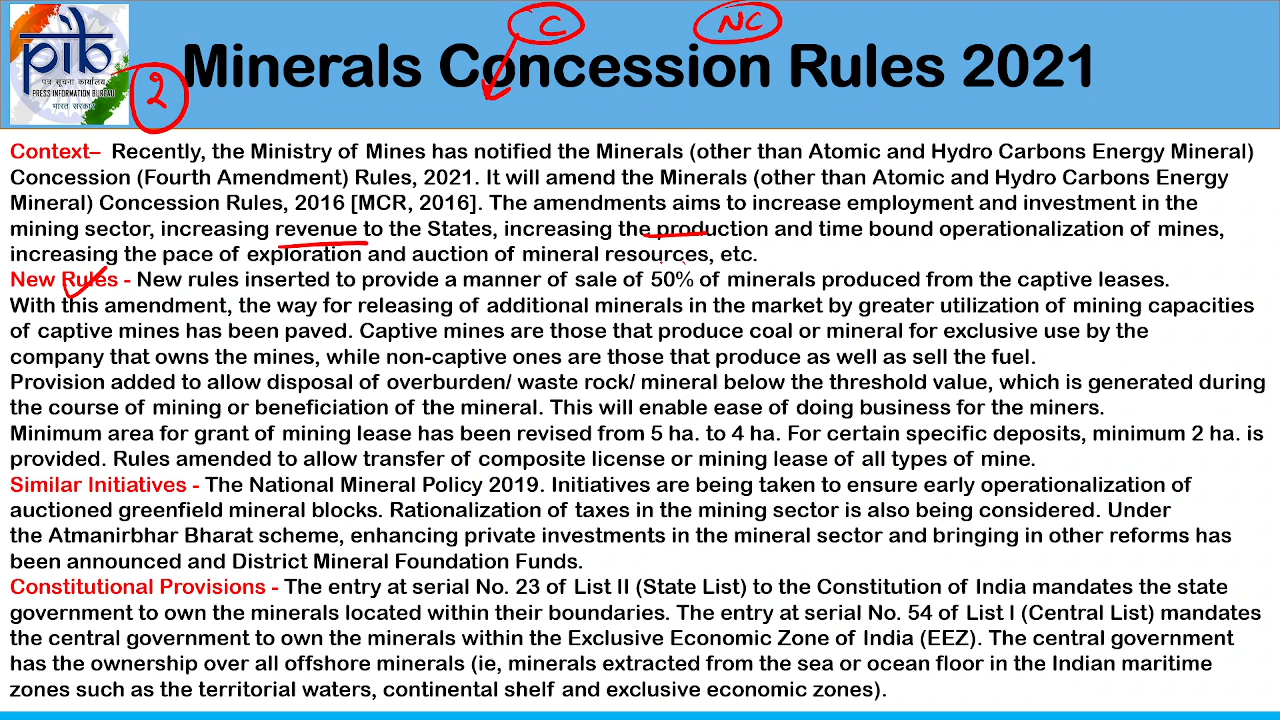 C
NC
pib
पत्र सूचना कार्यालय
PRESS INFORMATION BUREAU
भारत सरकार
2
Minerals Concession Rules 2021
Context– Recently, the Ministry of Mines has notified the Minerals (other than Atomic and Hydro Carbons Energy Mineral)
Concession (Fourth Amendment) Rules, 2021. It will amend the Minerals (other than Atomic and Hydro Carbons Energy
Mineral) Concession Rules, 2016 [MCR, 2016]. The amendments aims to increase employment and investment in the
mining sector, increasing revenue to the States, increasing the production and time bound operationalization of mines,
increasing the pace of exploration and auction of mineral resources, etc.
New Rules - New rules inserted to provide a manner of sale of 50% of minerals produced from the captive leases.
With this amendment, the way for releasing of additional minerals in the market by greater utilization of mining capacities
of captive mines has been paved. Captive mines are those that produce coal or mineral for exclusive use by the
company that owns the mines, while non-captive ones are those that produce as well as sell the fuel.
Provision added to allow disposal of overburden/ waste rock/ mineral below the threshold value, which is generated during
the course of mining or beneficiation of the mineral. This will enable ease of doing business for the miners.
Minimum area for grant of mining lease has been revised from 5 ha. to 4 ha. For certain specific deposits, minimum 2 ha. is
provided. Rules amended to allow transfer of composite license or mining lease of all types of mine.
Similar Initiatives - The National Mineral Policy 2019. Initiatives are being taken to ensure early operationalization of
auctioned greenfield mineral blocks. Rationalization of taxes in the mining sector is also being considered. Under
the Atmanirbhar Bharat scheme, enhancing private investments in the mineral sector and bringing in other reforms has
been announced and District Mineral Foundation Funds.
Constitutional Provisions - The entry at serial No. 23 of List II (State List) to the Constitution of India mandates the state
government to own the minerals located within their boundaries. The entry at serial No. 54 of List I (Central List) mandates
the central government to own the minerals within the Exclusive Economic Zone of India (EEZ). The central government
has the ownership over all offshore minerals (ie, minerals extracted from the sea or ocean floor in the Indian maritime
zones such as the territorial waters, continental shelf and exclusive economic zones).